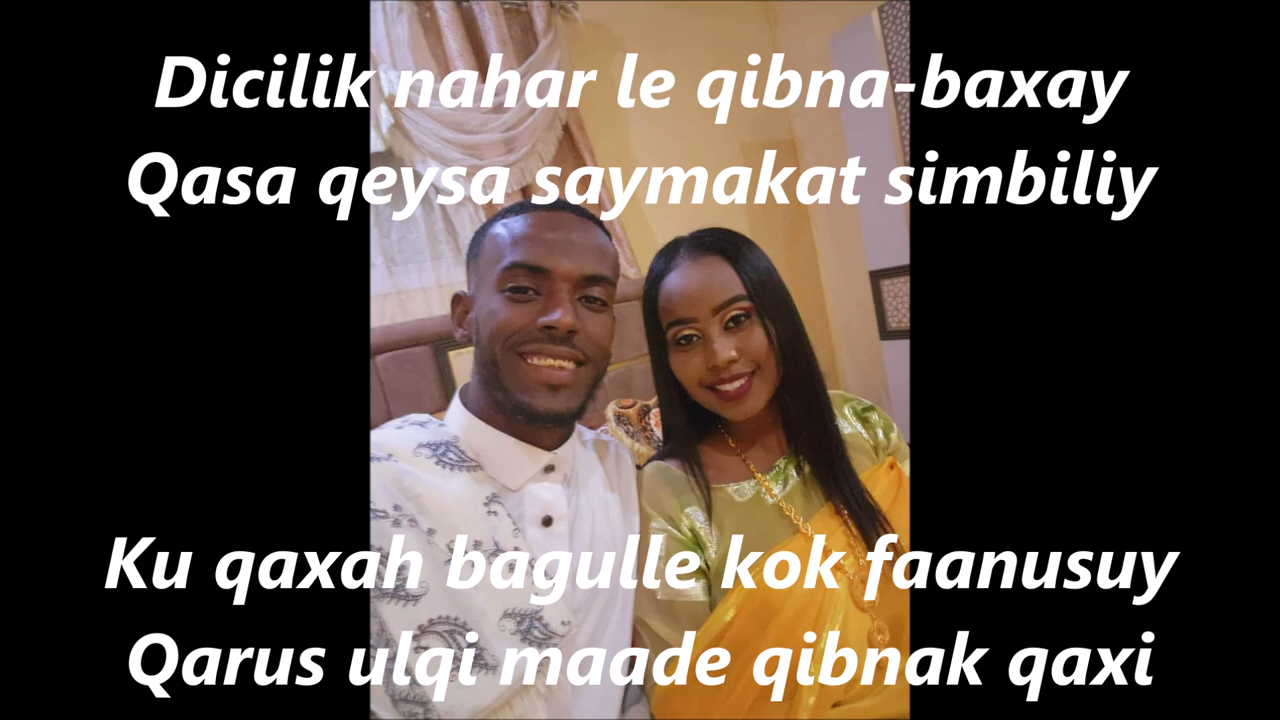 Dicilik nahar le qibna-baxay
Qasa qeysa saymakat simbiliy
Ku qaxah bagulle kok faanusuy
Qarus ulqi maade qibnak qaxi